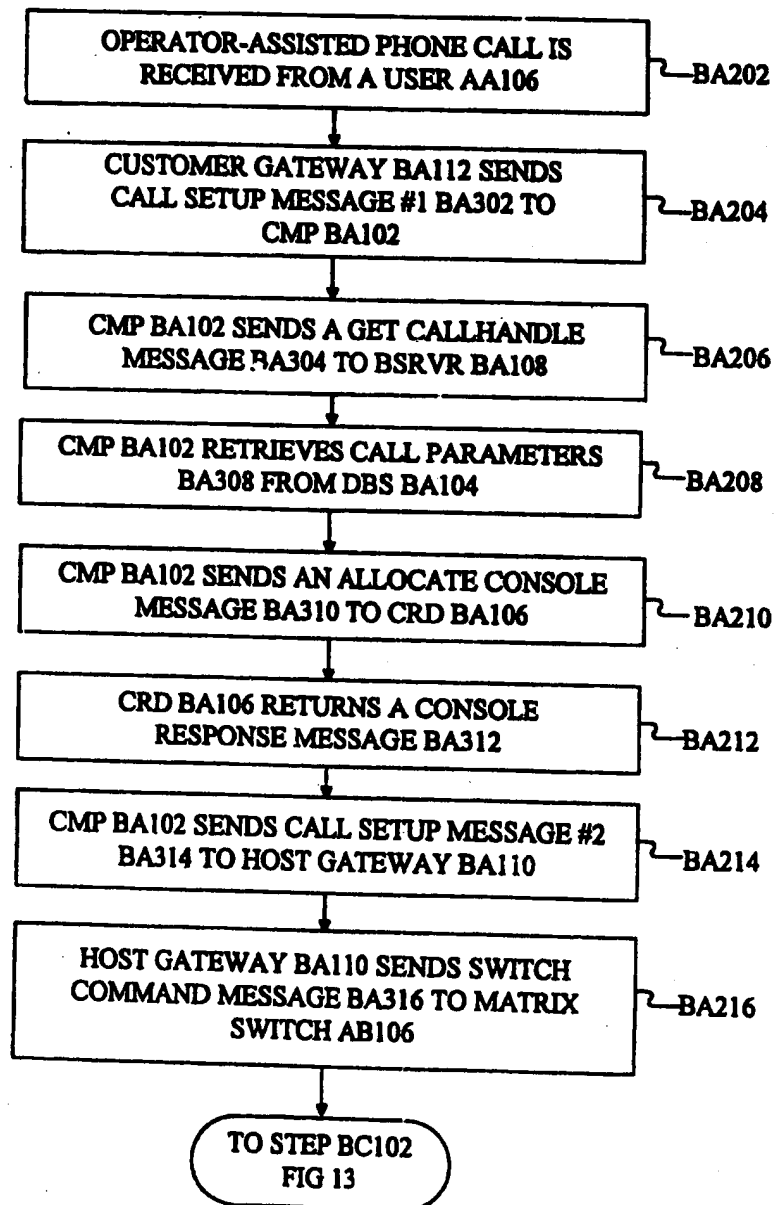 OPERATOR-ASSISTED PHONE CALL IS
RECEIVED FROM A USER AA106
BA202
CUSTOMER GATEWAY BA112 SENDS
CALL SETUP MESSAGE #1 BA302 TO
CMP BA102
BA204
CMP BA102 SENDS A GET CALLHANDLE
MESSAGE BA304 TO BSRVR BA108
BA206
CMP BA102 RETRIEVES CALL PARAMETERS
BA308 FROM DBS BA104
BA208
CMP BA102 SENDS AN ALLOCATE CONSOLE
MESSAGE BA310 TO CRD BA106
BA210
CRD BA106 RETURNS A CONSOLE
RESPONSE MESSAGE BA312
BA212
CMP BA102 SENDS CALL SETUP MESSAGE #2
BA314 TO HOST GATEWAY BA110
BA214
HOST GATEWAY BA110 SENDS SWITCH
COMMAND MESSAGE BA316 TO MATRIX
SWITCH AB106
BA216
TO STEP BC102
FIG 13